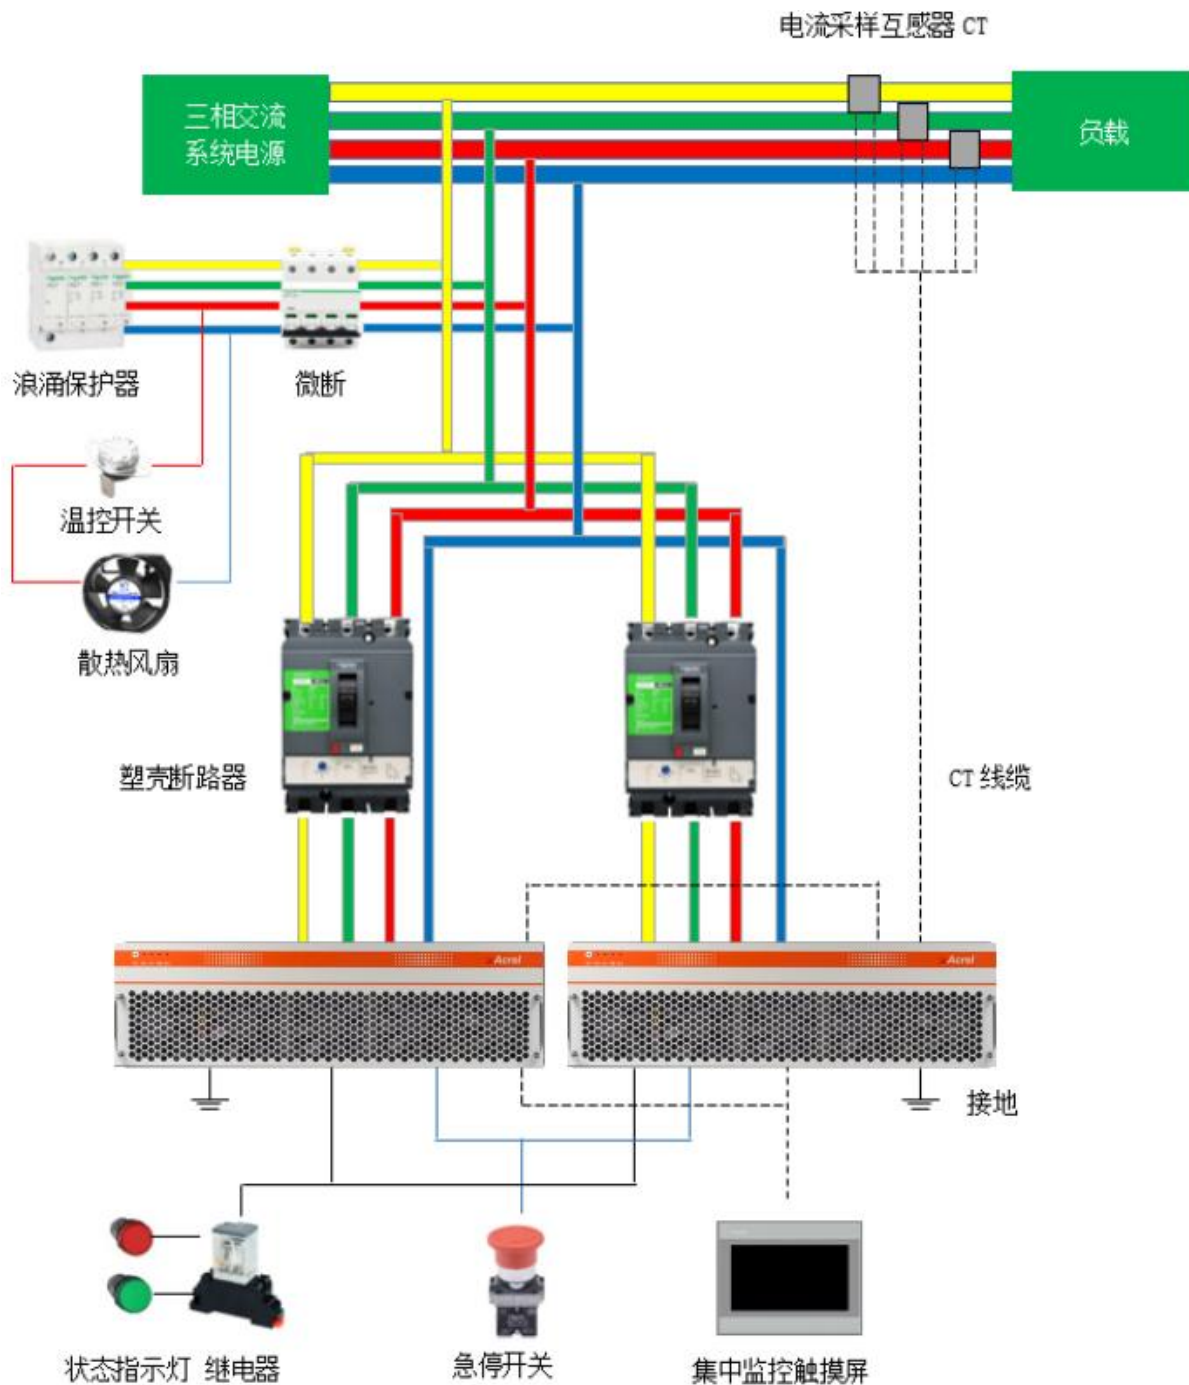 电流采样互感器 CT
三相交流
系统电源
负载
浪涌保护器
微断
温控开关
散热风扇
塑壳断路器
CT 线缆
Acrel
Acrel
接地
状态指示灯 继电器
急停开关
集中监控触摸屏